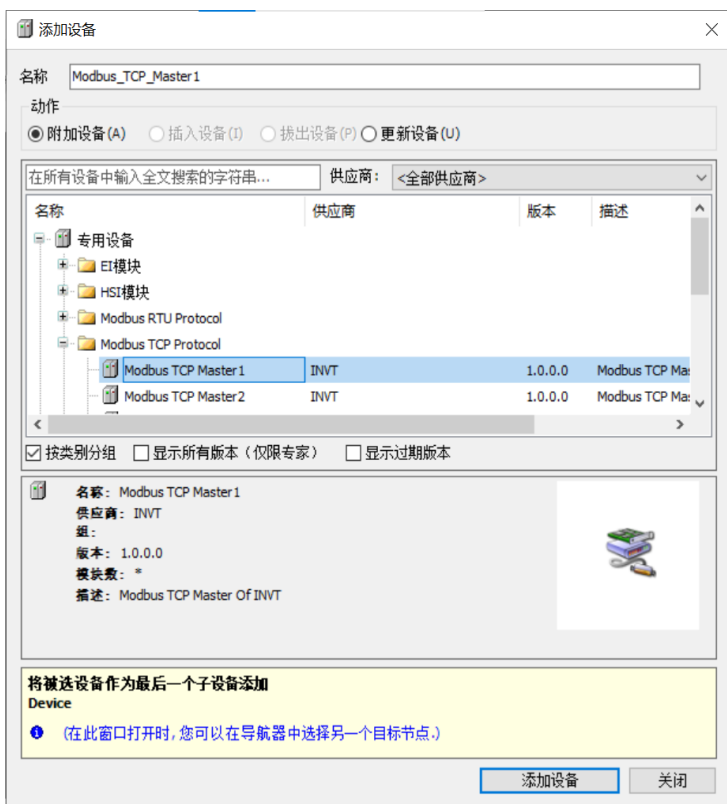 添加设备
名称 Modbus_TCP_Master1
动作
附加设备(A) 插入设备(I) 拔出设备(P) 更新设备(U)
在所有设备中输入全文搜索的字符串... 供应商: <全部供应商>
名称 供应商 版本 描述
专用设备
EI模块
HSI模块
Modbus RTU Protocol
Modbus TCP Protocol
Modbus TCP Master1 INVT 1.0.0.0 Modbus TCP Mas
Modbus TCP Master2 INVT 1.0.0.0 Modbus TCP Mas
按类别分组 显示所有版本(仅限专家) 显示过期版本
名称: Modbus TCP Master1
供应商: INVT
组:
版本: 1.0.0.0
模块数: *
描述: Modbus TCP Master Of INVT
将被选设备作为最后一个子设备添加
Device
(在此窗口打开时,您可以在导航器中选择另一个目标节点.)
添加设备 关闭